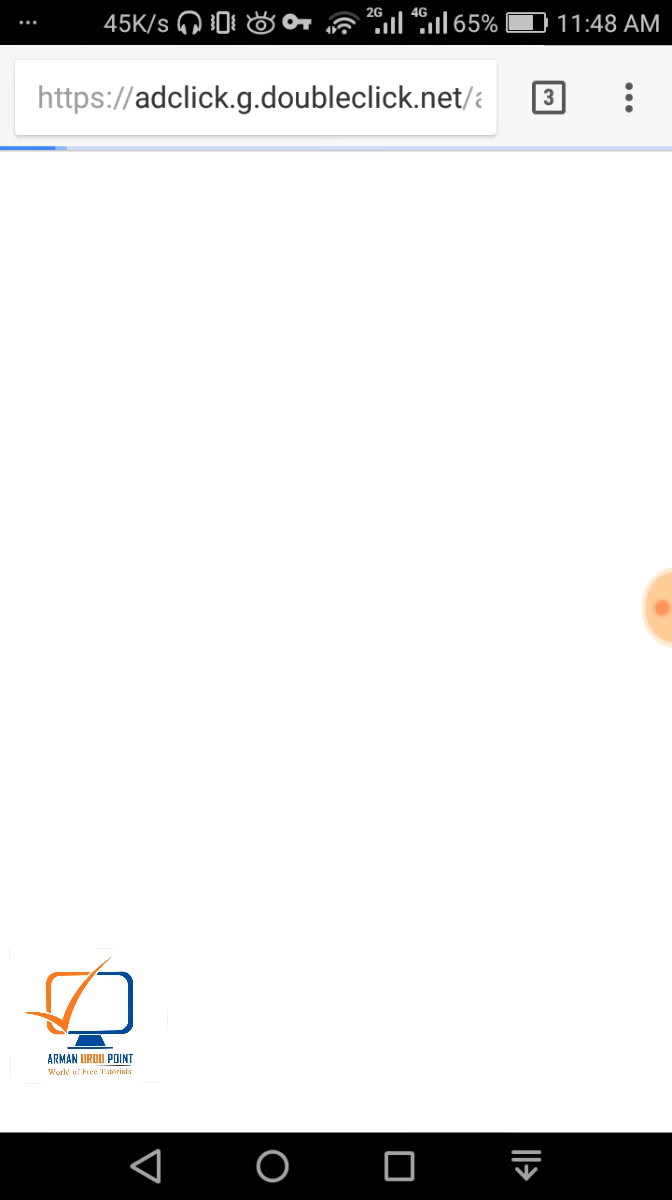 45K/s 2G 4G 65% 11:48 AM
https://adclick.g.doubleclick.net/
3
ARMAN URDU POINT
World of Free Tutorials